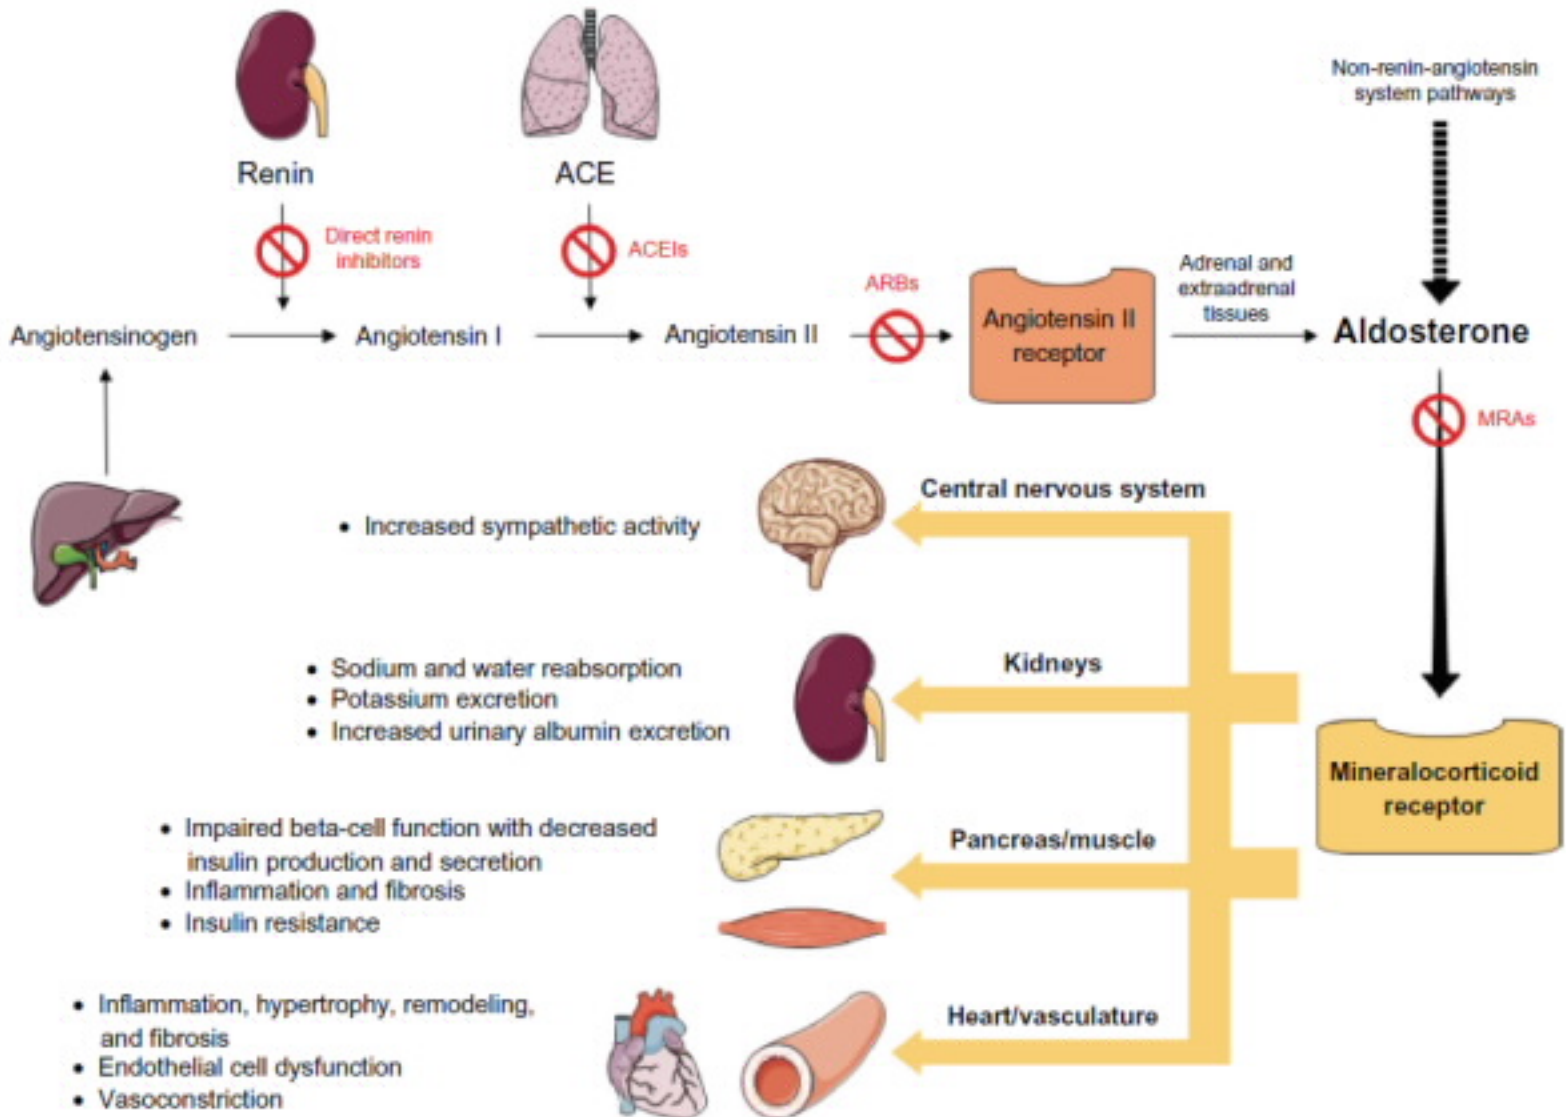 Non-renin-angiotensin
system pathways
Renin
ACE
Direct renin
inhibitors
ACEIs
ARBs
Angiotensinogen
Angiotensin I
Angiotensin II
Angiotensin II
receptor
Adrenal and
extraadrenal
tissues
Aldosterone
MRAs
Central nervous system
• Increased sympathetic activity
Kidneys
• Sodium and water reabsorption
• Potassium excretion
• Increased urinary albumin excretion
Mineralocorticoid
receptor
Pancreas/muscle
• Impaired beta-cell function with decreased
insulin production and secretion
• Inflammation and fibrosis
• Insulin resistance
Heart/vasculature
• Inflammation, hypertrophy, remodeling,
and fibrosis
• Endothelial cell dysfunction
• Vasoconstriction